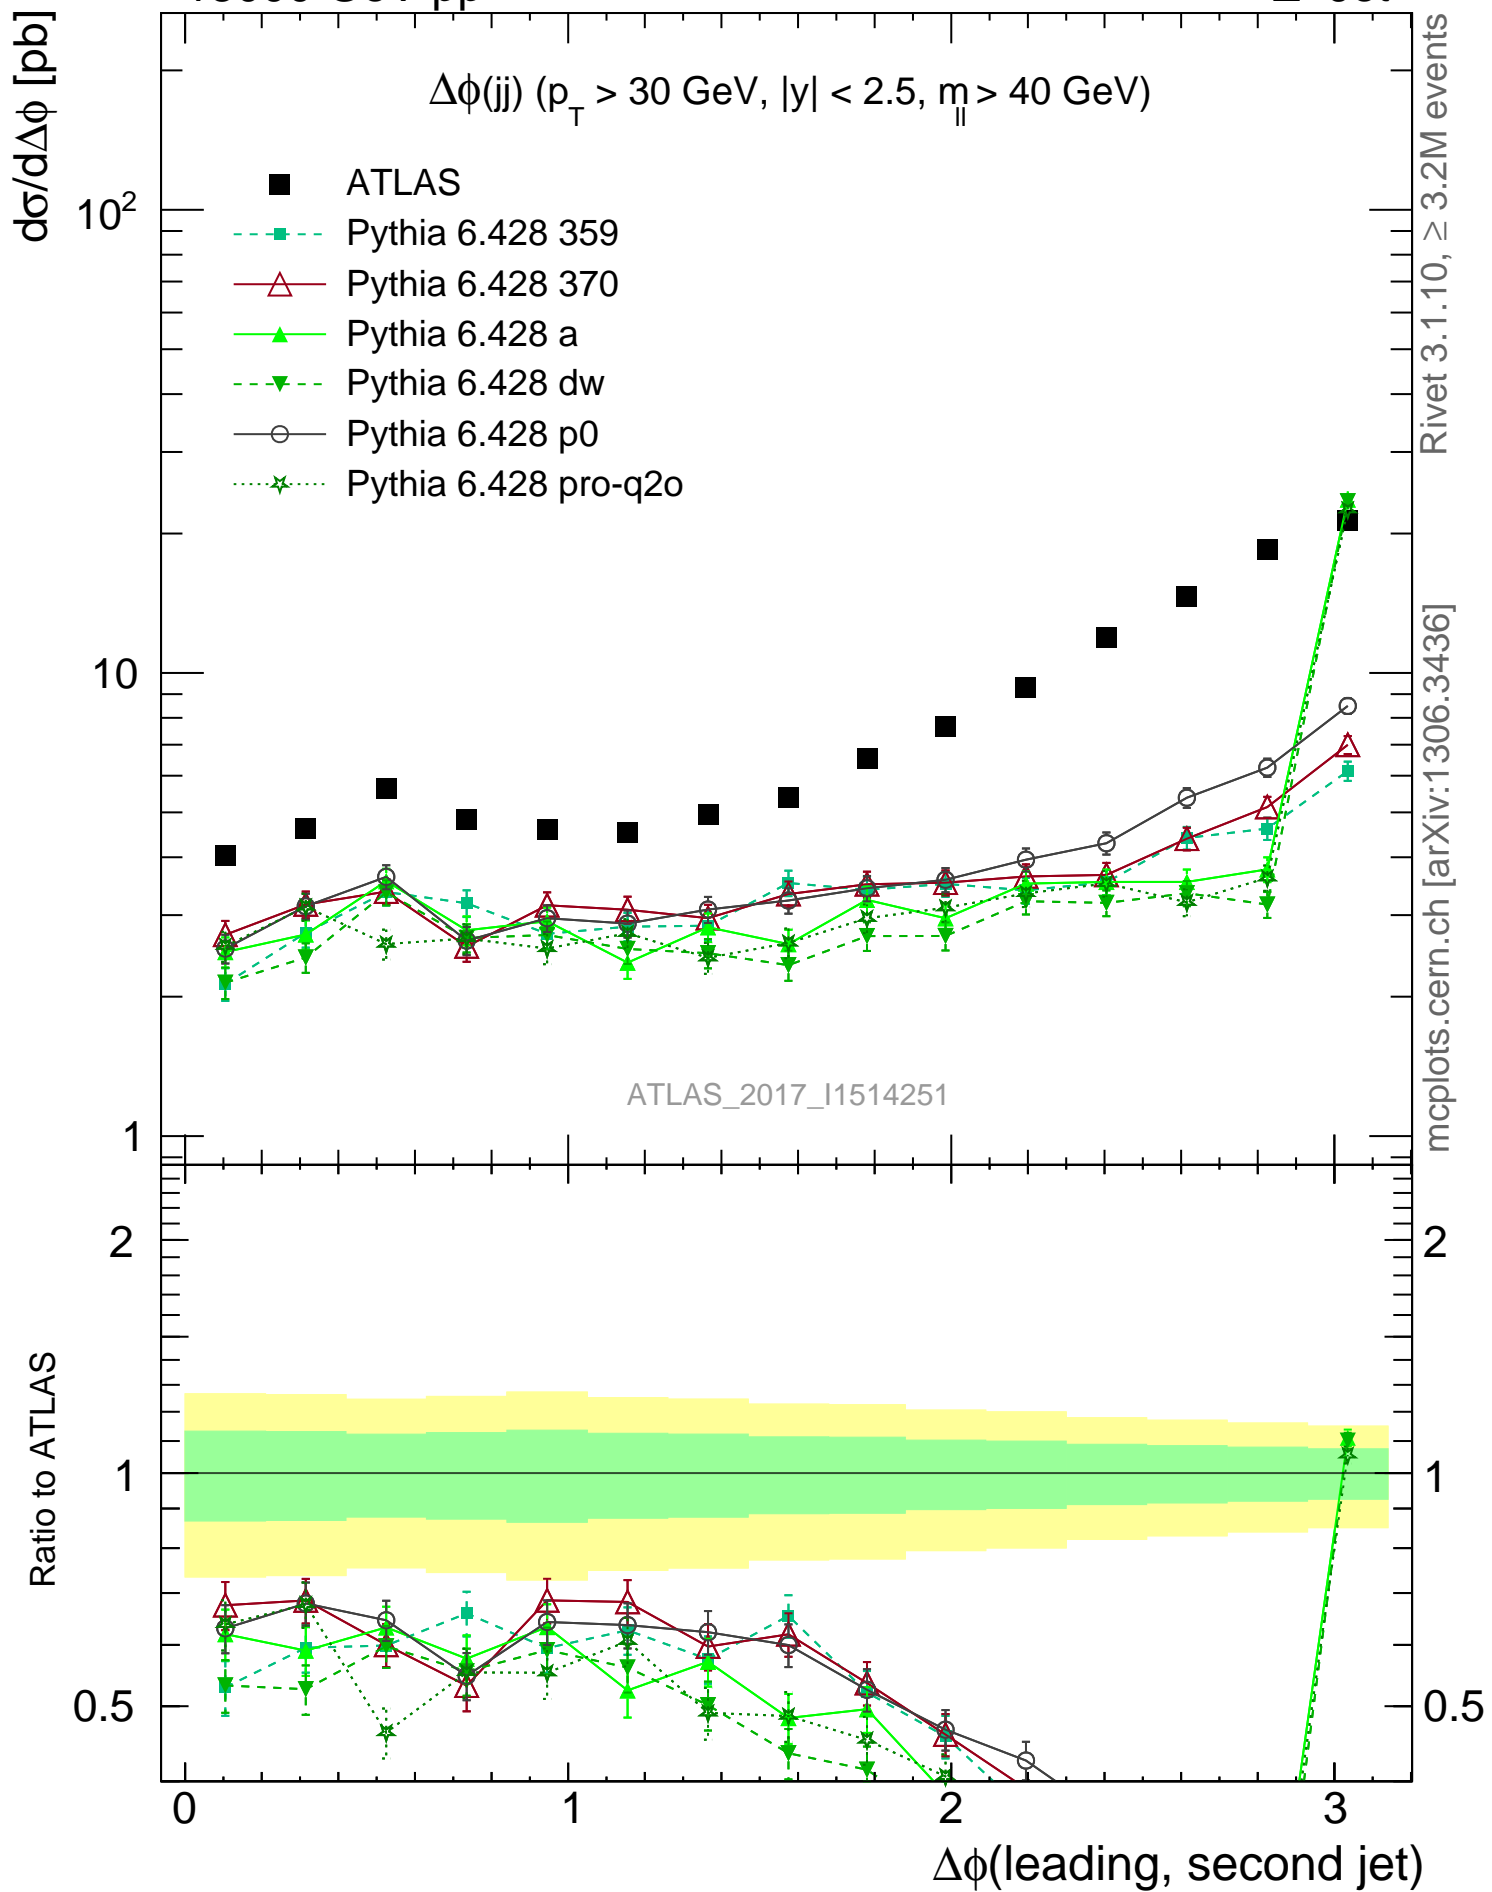 dσ/dΔϕ [pb]
Δϕ(jj) (p_T > 30 GeV, |y| < 2.5, m_ll > 40 GeV)
ATLAS
Pythia 6.428 359
Pythia 6.428 370
Pythia 6.428 a
Pythia 6.428 dw
Pythia 6.428 p0
Pythia 6.428 pro-q2o
10²
10
1
ATLAS_2017_I1514251
Rivet 3.1.10, ≥ 3.2M events
mcplots.cern.ch [arXiv:1306.3436]
Ratio to ATLAS
2
1
0.5
2
1
0.5
0 1 2 3
Δϕ(leading, second jet)